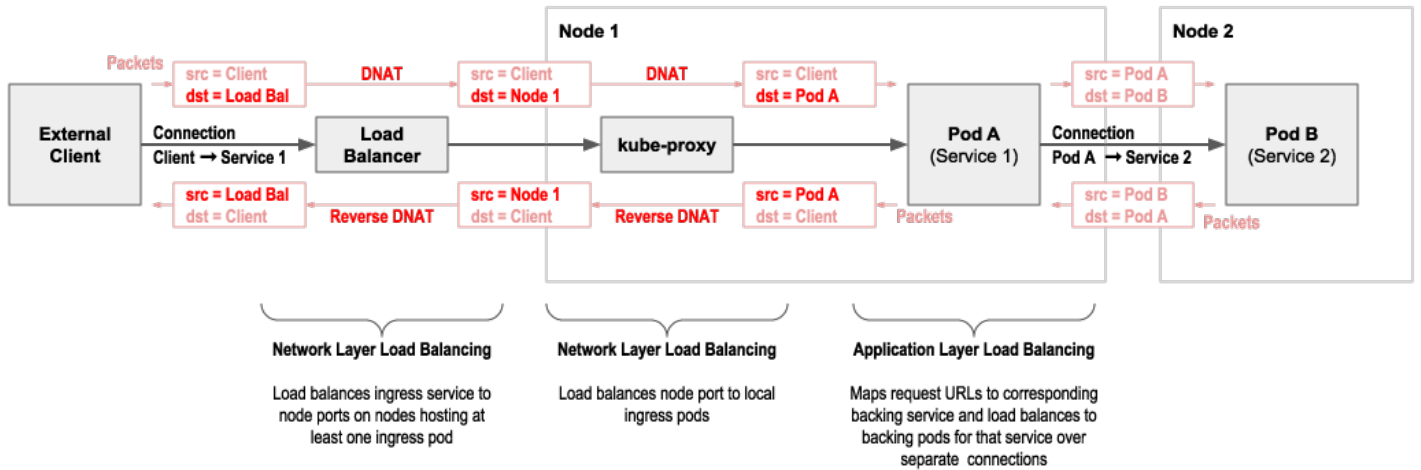 Node 1
Node 2
Packets
src = Client
dst = Load Bal
DNAT
src = Client
dst = Node 1
DNAT
src = Client
dst = Pod A
src = Pod A
dst = Pod B
External
Client
Connection
Client → Service 1
Load
Balancer
kube-proxy
Pod A
(Service 1)
Connection
Pod A → Service 2
Pod B
(Service 2)
src = Load Bal
dst = Client
Reverse DNAT
src = Node 1
dst = Client
Reverse DNAT
src = Pod A
dst = Client
Packets
src = Pod B
dst = Pod A
Packets
Network Layer Load Balancing
Load balances ingress service to
node ports on nodes hosting at
least one ingress pod
Network Layer Load Balancing
Load balances node port to local
ingress pods
Application Layer Load Balancing
Maps request URLs to corresponding
backing service and load balances to
backing pods for that service over
separate connections